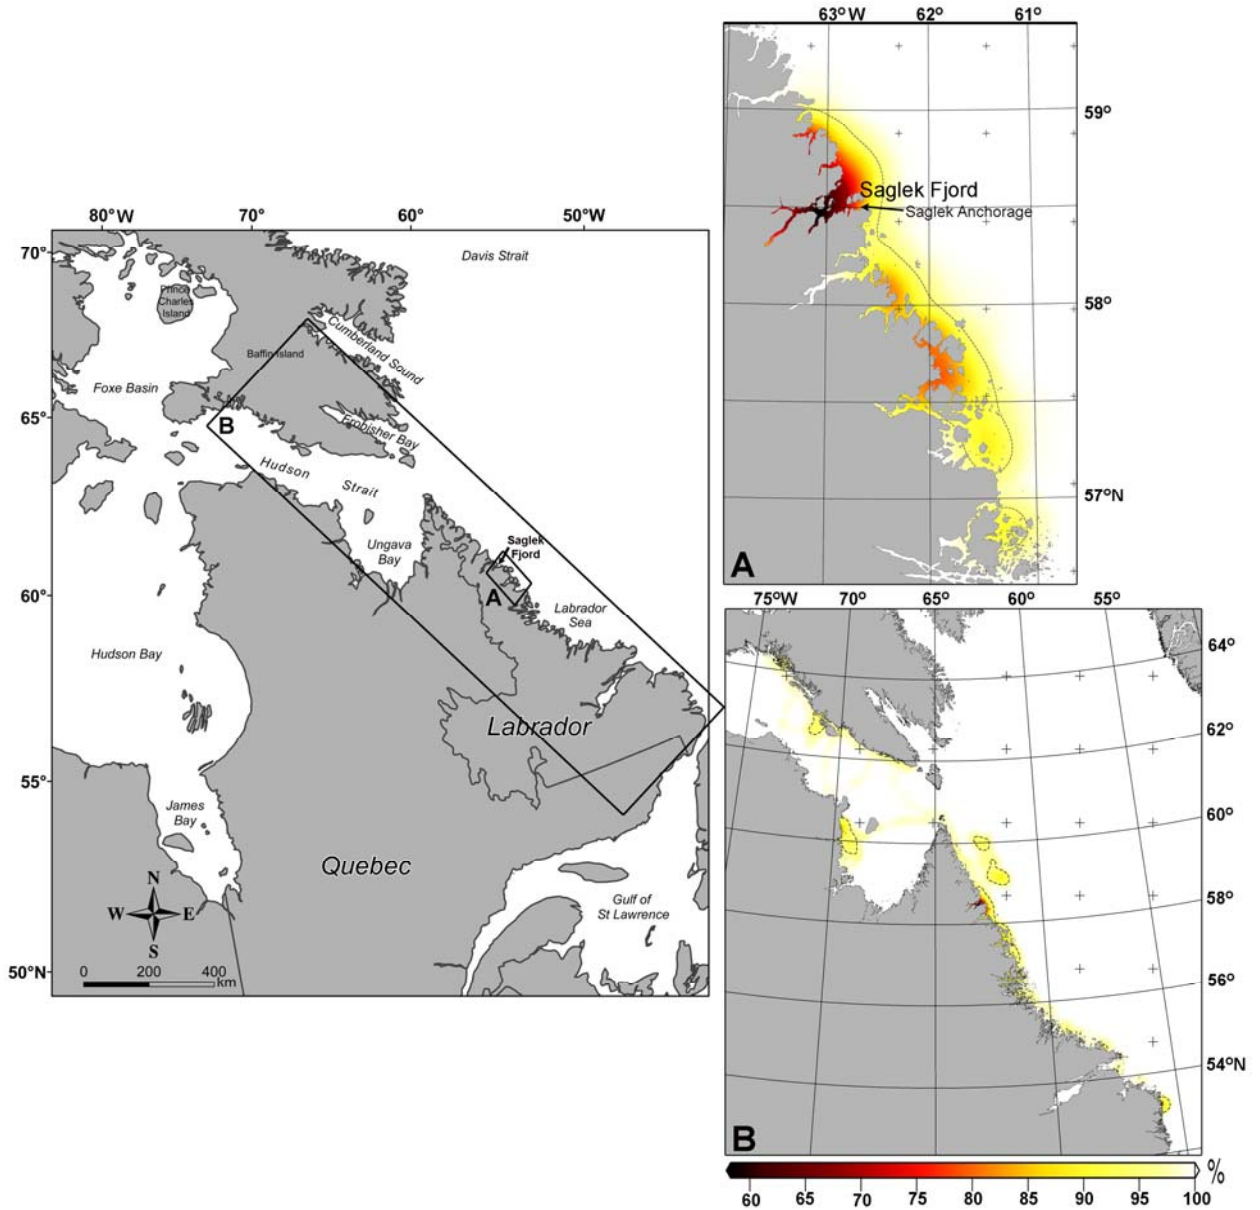 80°W
70°
60°
50°W
70°
65°
60°
55°
50°N
Davis Strait
Prince
Charles
Island
Cumberland Sound
Baffin Island
Foxe Basin
Frobisher Bay
B
Hudson
Strait
Ungava
Bay
Saglek
Fjord
A
Labrador
Sea
Hudson Bay
Labrador
James
Bay
Quebec
Gulf of
St Lawrence
N
W E
S
0 200 400
km
63°W 62° 61°
59°
Saglek Fjord
Saglek Anchorage
58°
57°N
A
75°W 70° 65° 60° 55°
64°
62°
60°
58°
56°
54°N
B
%
60 65 70 75 80 85 90 95 100